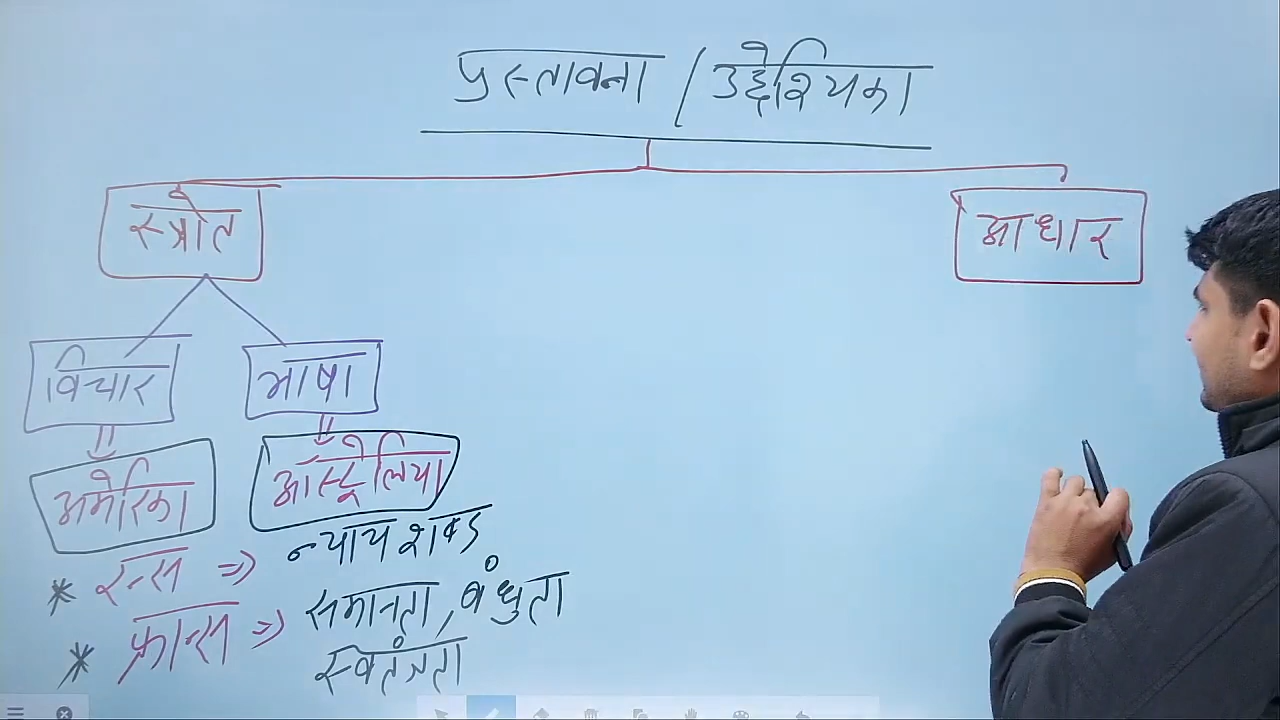 प्रस्तावना / उद्देश्यिका
स्त्रोत
आधार
विचार
भाषा
अमेरिका
ऑस्ट्रेलिया
* रूस => न्याय शब्द
* फ्रान्स => समानता, बंधुता
स्वतंत्रता